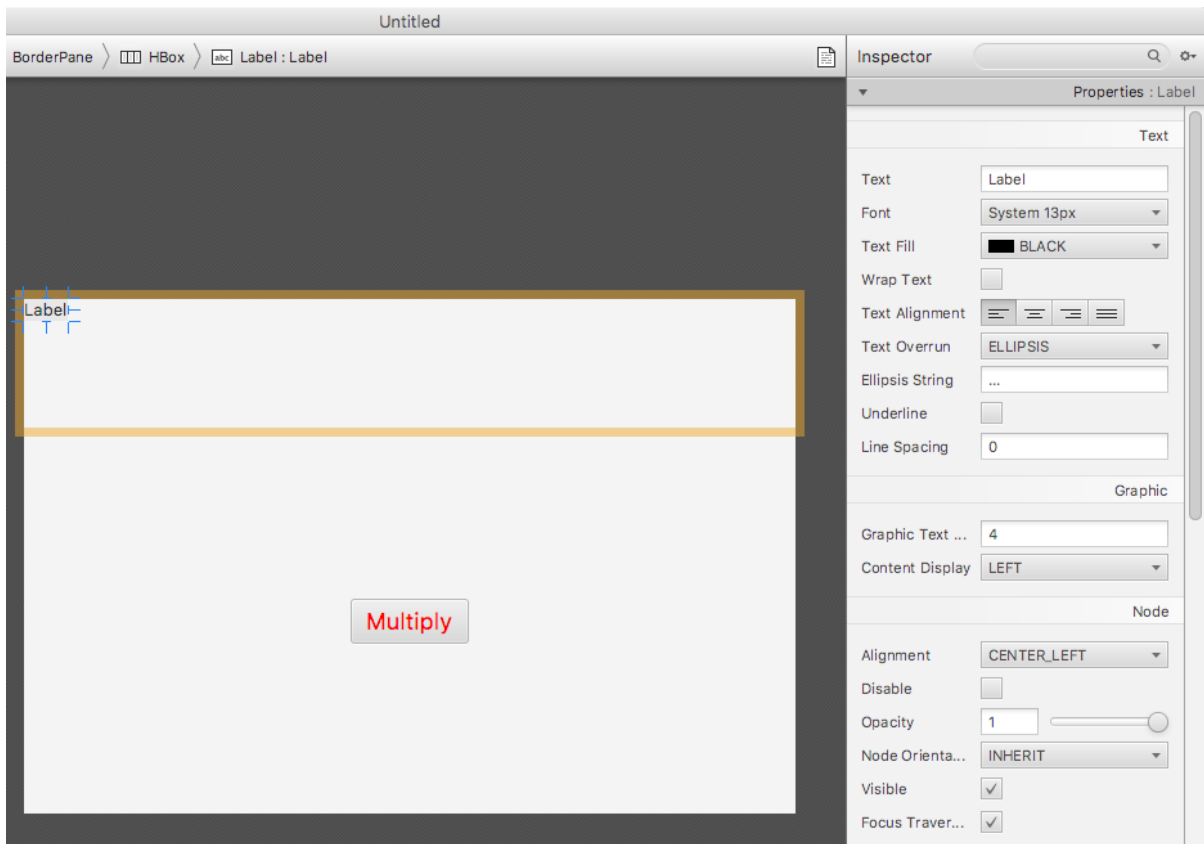 Untitled
BorderPane HBox abc Label : Label
Inspector
Properties : Label
Text
Text Label
Font System 13px
Text Fill BLACK
Wrap Text
Text Alignment
Text Overrun ELLIPSIS
Ellipsis String ...
Underline
Line Spacing 0
Graphic
Graphic Text ... 4
Content Display LEFT
Node
Alignment CENTER_LEFT
Disable
Opacity 1
Node Orienta... INHERIT
Visible
Focus Traver...
Label
Multiply